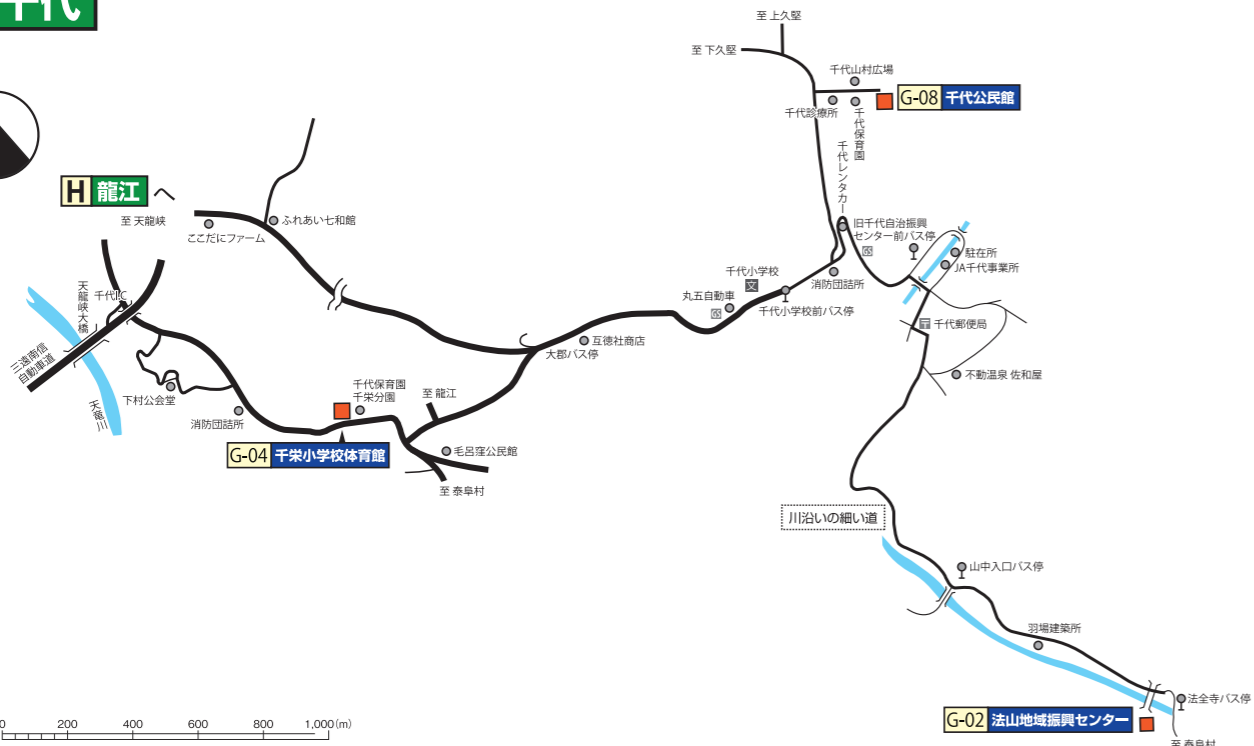 千代
至 上久堅
至 下久堅
千代山村広場
G-08 千代公民館
千代診療所
千代保育園
千代レンタカー
H 龍江 へ
至 天龍峡
ここだにファーム
ふれあい七和館
旧千代自治振興
センター前バス停
駐在所
JA千代事業所
消防団詰所
千代小学校
文
丸五自動車
千代小学校前バス停
千代郵便局
天龍峡大橋
千代I.C
三遠南信
自動車道
天竜川
互徳社商店
大郡バス停
不動温泉 佐和屋
下村公会堂
消防団詰所
千代保育園
千栄分園
至 龍江
G-04 千栄小学校体育館
毛呂窪公民館
至 泰阜村
川沿いの細い道
山中入口バス停
羽場建築所
法全寺バス停
G-02 法山地域振興センター
至 泰阜村
0 200 400 600 800 1,000(m)